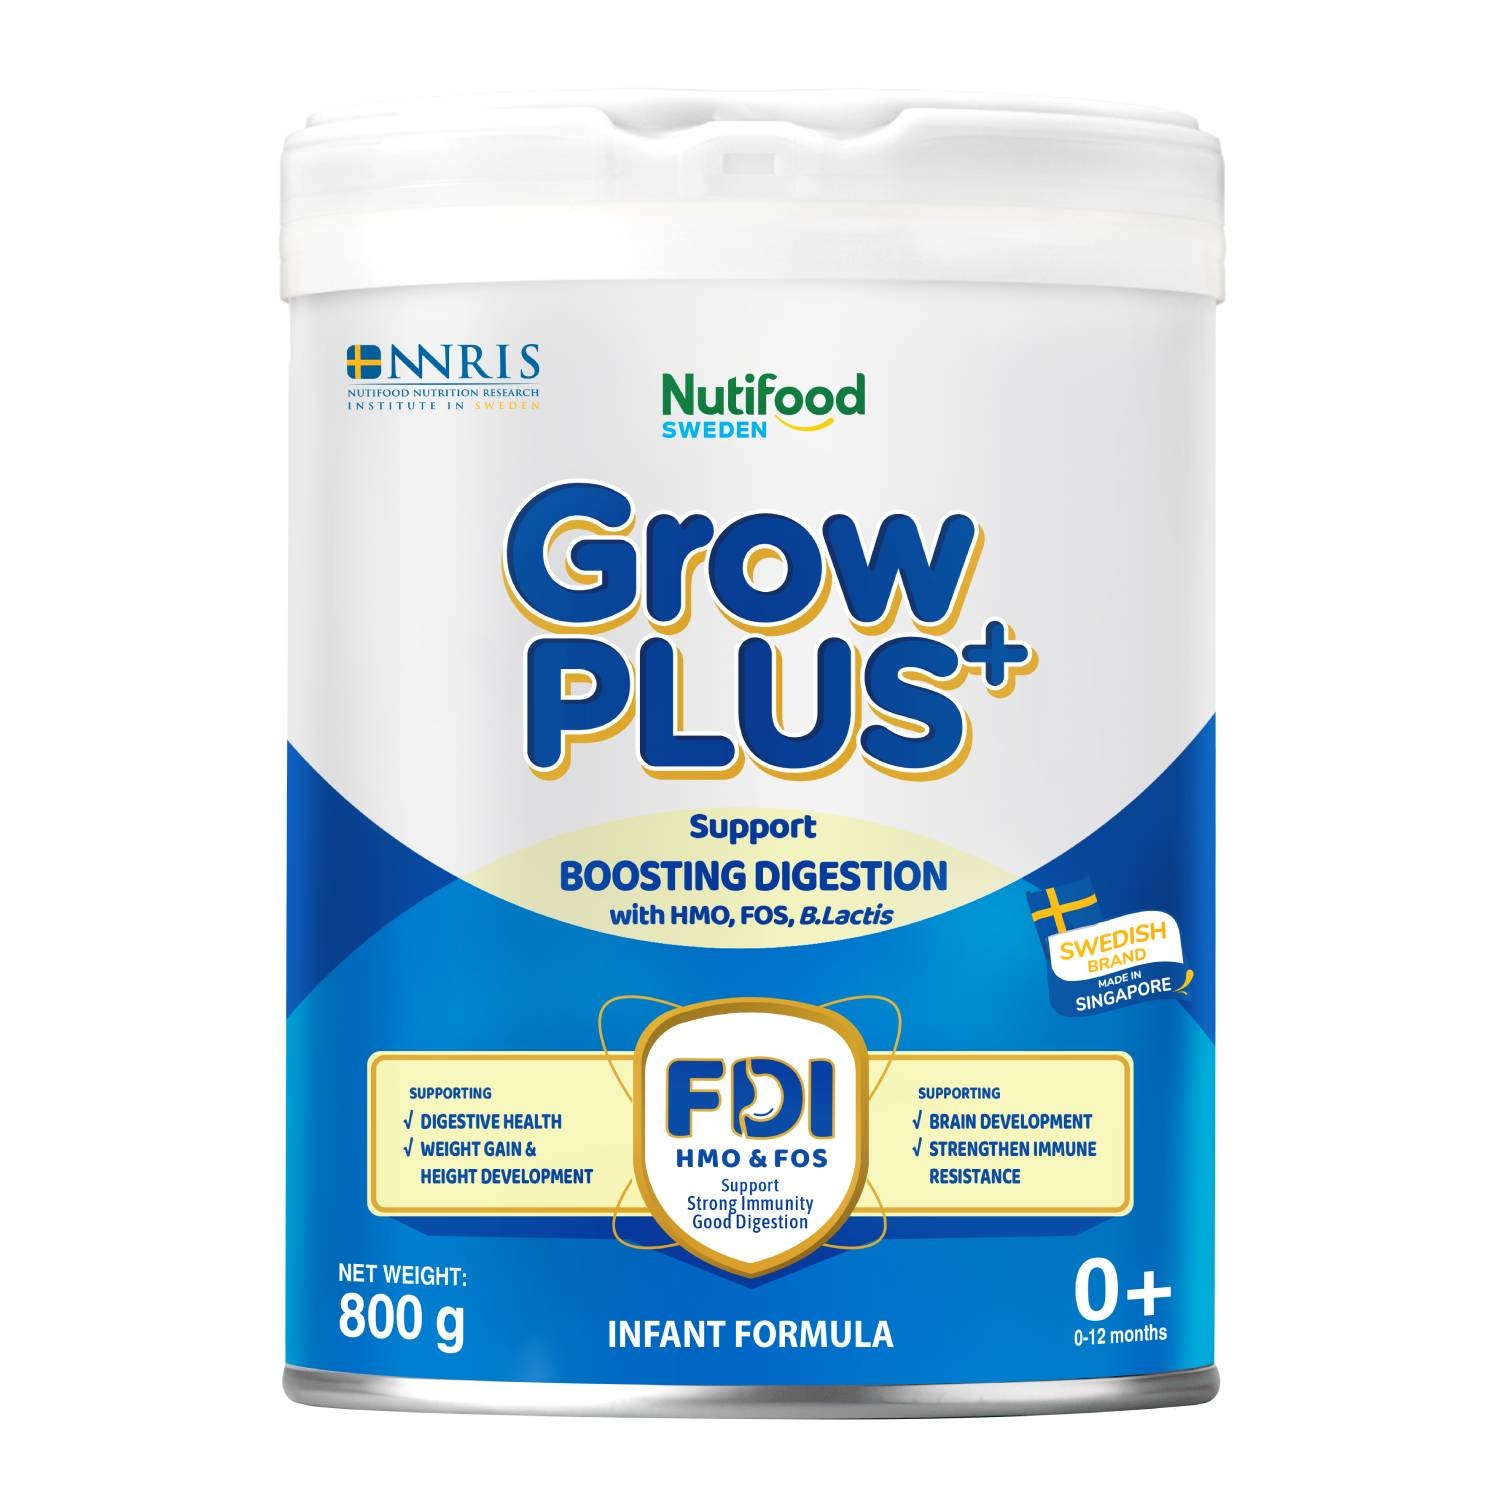 NNRIS
NUTIFOOD NUTRITION RESEARCH
INSTITUTE IN SWEDEN
Nutifood
SWEDEN
Grow
PLUS+
Support
BOOSTING DIGESTION
with HMO, FOS, B.Lactis
SWEDISH
BRAND
MADE IN
SINGAPORE
SUPPORTING
√ DIGESTIVE HEALTH
√ WEIGHT GAIN &
HEIGHT DEVELOPMENT
FDI
HMO & FOS
Support
Strong Immunity
Good Digestion
SUPPORTING
√ BRAIN DEVELOPMENT
√ STRENGTHEN IMMUNE
RESISTANCE
NET WEIGHT:
800 g
INFANT FORMULA
0+
0-12 months